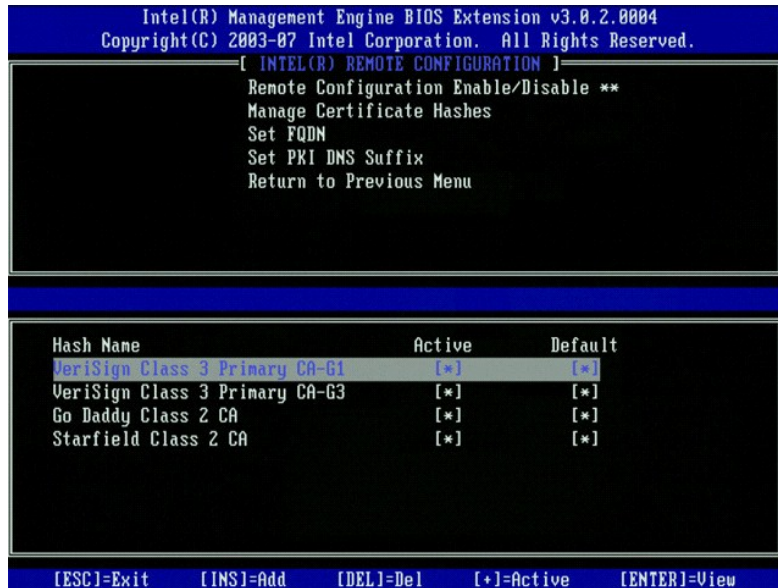 Intel(R) Management Engine BIOS Extension v3.0.2.0004
Copyright(C) 2003-07 Intel Corporation. All Rights Reserved.
[ INTEL(R) REMOTE CONFIGURATION ]
Remote Configuration Enable/Disable **
Manage Certificate Hashes
Set FQDN
Set PKI DNS Suffix
Return to Previous Menu
Hash Name Active Default
VeriSign Class 3 Primary CA-G1 [*] [*]
VeriSign Class 3 Primary CA-G3 [*] [*]
Go Daddy Class 2 CA [*] [*]
Starfield Class 2 CA [*] [*]
[ESC]=Exit [INS]=Add [DEL]=Del [+]=Active [ENTER]=View